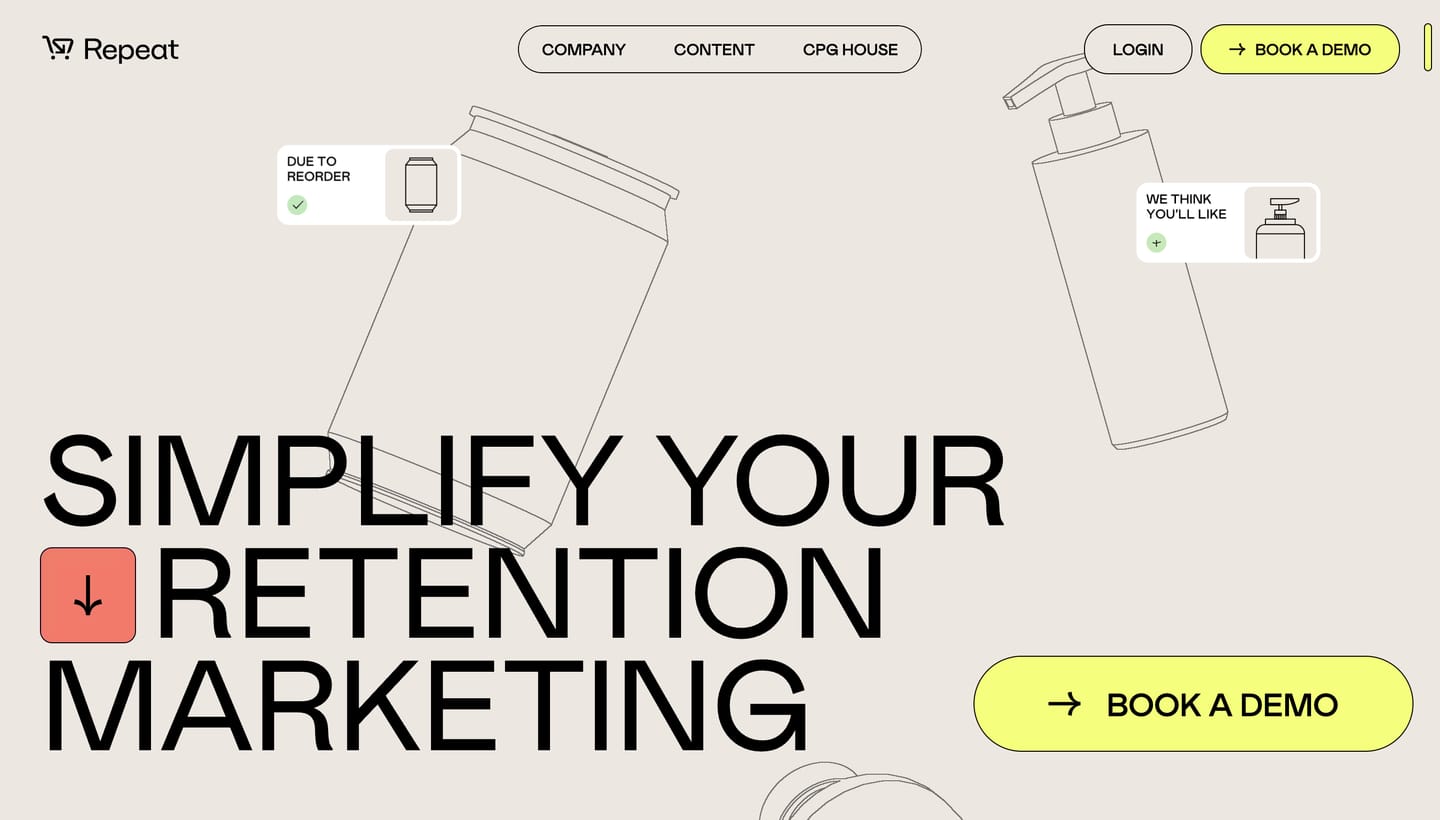 Repeat
COMPANY
CONTENT
CPG HOUSE
LOGIN
BOOK A DEMO
DUE TO
REORDER
WE THINK
YOU'LL LIKE
SIMPLIFY YOUR
RETENTION
MARKETING
BOOK A DEMO